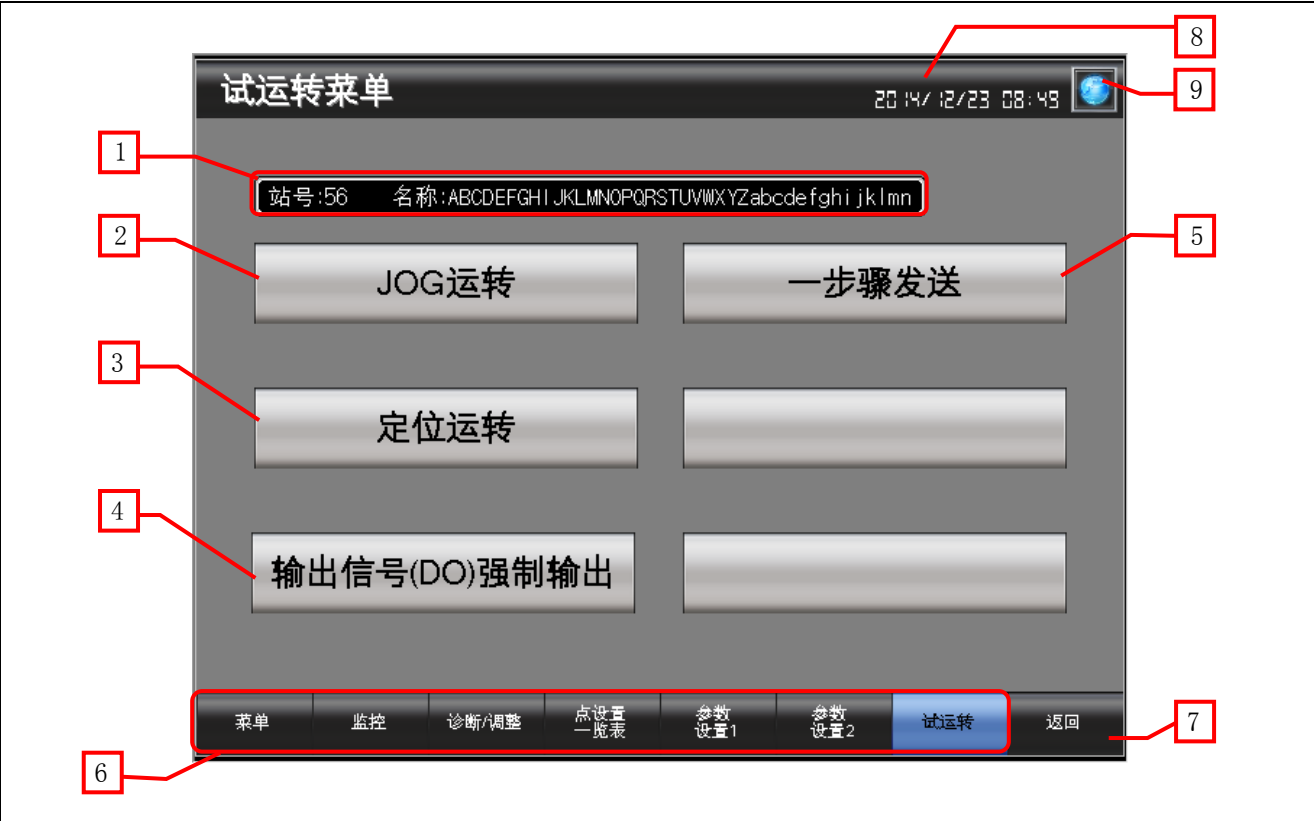 8
试运转菜单
2014/12/23 08:49
9
1
站号:56 名称:ABCDEFGHIJKLMNOPQRSTUVWXYZabcdefghijklmn
2
JOG运转
一步骤发送
5
3
定位运转
4
输出信号(DO)强制输出
菜单
监控
诊断/调整
点设置
一览表
参数
设置1
参数
设置2
试运转
返回
7
6